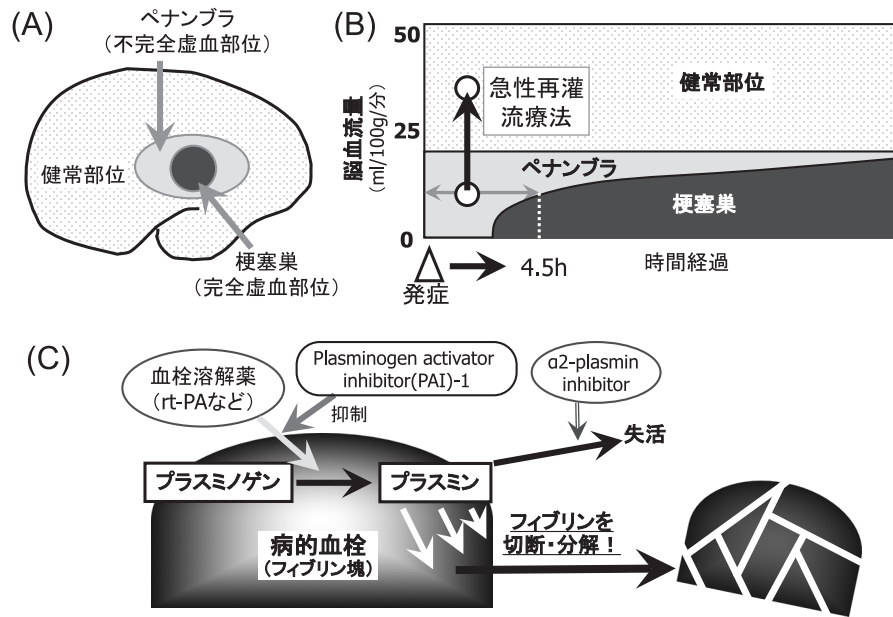 (A)
ペナンブラ
（不完全虚血部位）
健常部位
梗塞巣
（完全虚血部位）
(B)
50
25
0
脳血流量
(ml/100g/分)
急性再灌
流療法
健常部位
ペナンブラ
梗塞巣
発症
4.5h
時間経過
(C)
血栓溶解薬
(rt-PAなど)
Plasminogen activator
inhibitor(PAI)-1
抑制
α2-plasmin
inhibitor
失活
プラスミノゲン
プラスミン
病的血栓
(フィブリン塊)
フィブリンを
切断・分解！